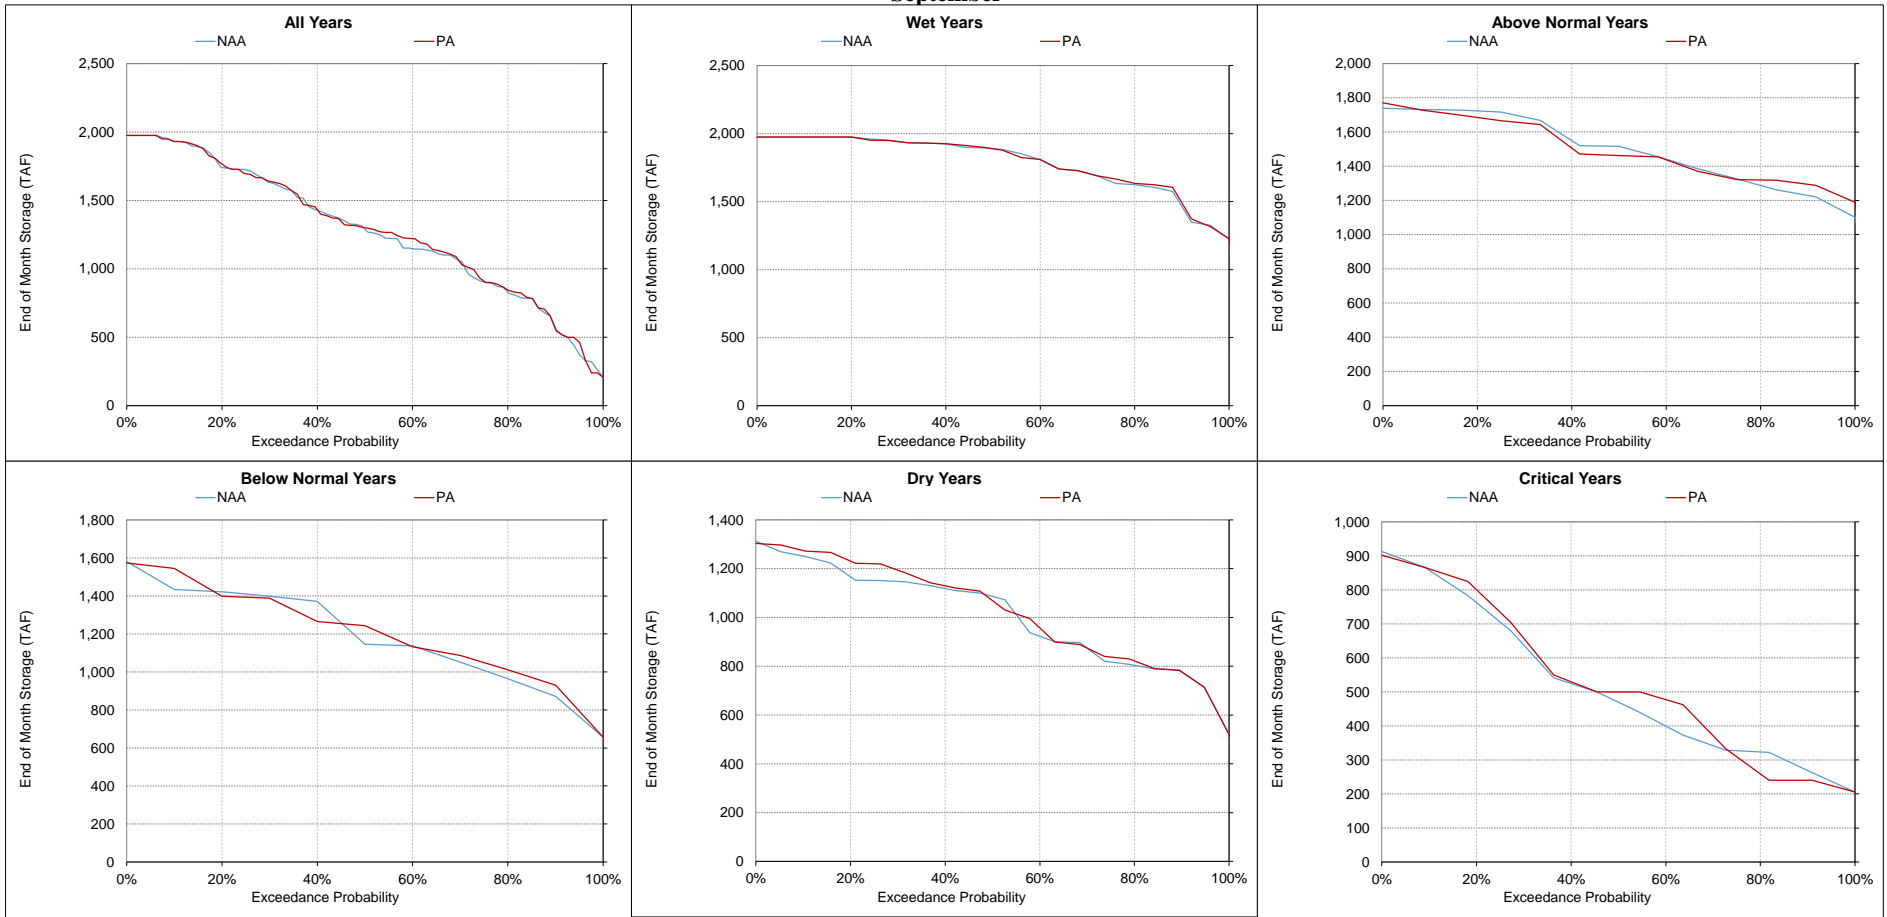 September
All Years
NAA PA
2,500
2,000
1,500
1,000
500
0
0% 20% 40% 60% 80% 100%
End of Month Storage (TAF)
Exceedance Probability
Wet Years
NAA PA
2,500
2,000
1,500
1,000
500
0
0% 20% 40% 60% 80% 100%
End of Month Storage (TAF)
Exceedance Probability
Above Normal Years
NAA PA
2,000
1,800
1,600
1,400
1,200
1,000
800
600
400
200
0
0% 20% 40% 60% 80% 100%
End of Month Storage (TAF)
Exceedance Probability
Below Normal Years
NAA PA
1,800
1,600
1,400
1,200
1,000
800
600
400
200
0
0% 20% 40% 60% 80% 100%
End of Month Storage (TAF)
Exceedance Probability
Dry Years
NAA PA
1,400
1,200
1,000
800
600
400
200
0
0% 20% 40% 60% 80% 100%
End of Month Storage (TAF)
Exceedance Probability
Critical Years
NAA PA
1,000
900
800
700
600
500
400
300
200
100
0
0% 20% 40% 60% 80% 100%
End of Month Storage (TAF)
Exceedance Probability